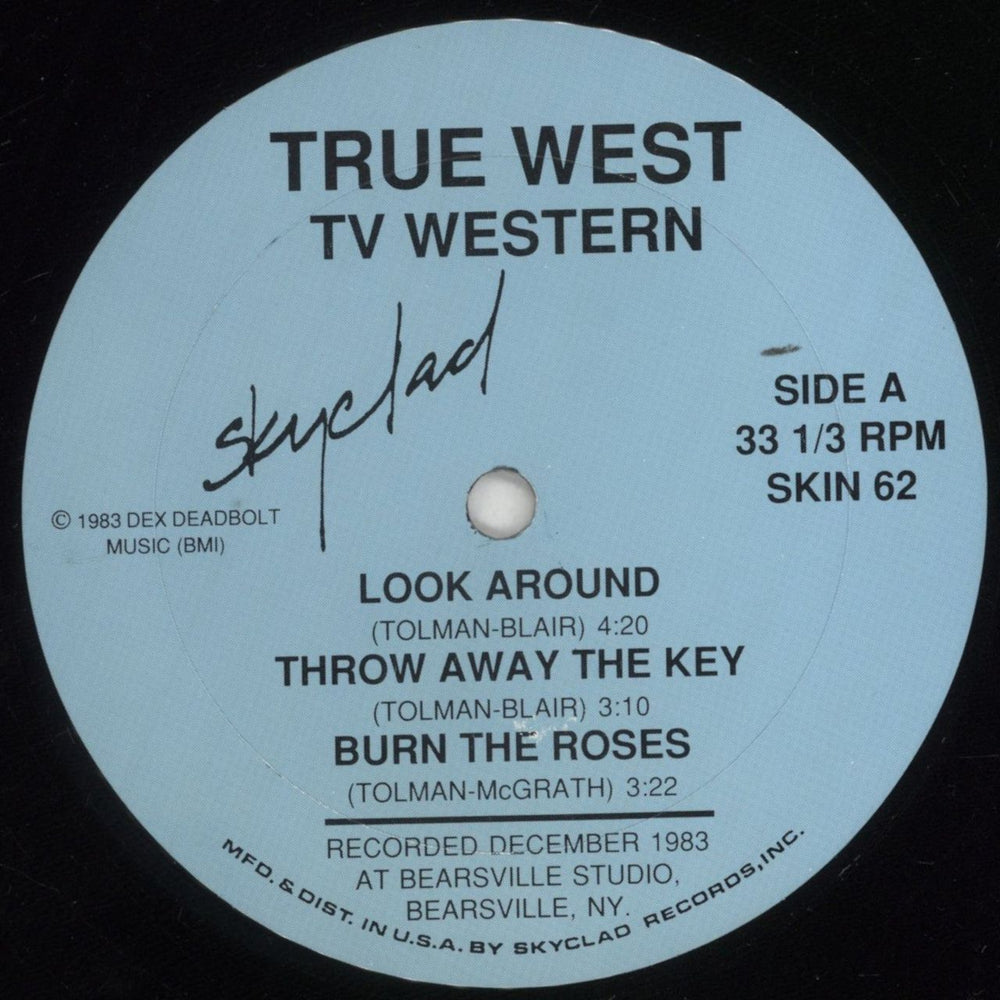 TRUE WEST
TV WESTERN
skyclad
SIDE A
33 1/3 RPM
SKIN 62
© 1983 DEX DEADBOLT
MUSIC (BMI)
LOOK AROUND
(TOLMAN-BLAIR) 4:20
THROW AWAY THE KEY
(TOLMAN-BLAIR) 3:10
BURN THE ROSES
(TOLMAN-McGRATH) 3:22
RECORDED DECEMBER 1983
AT BEARSVILLE STUDIO,
BEARSVILLE, NY.
MFD. & DIST. IN U.S.A. BY SKYCLAD RECORDS, INC.